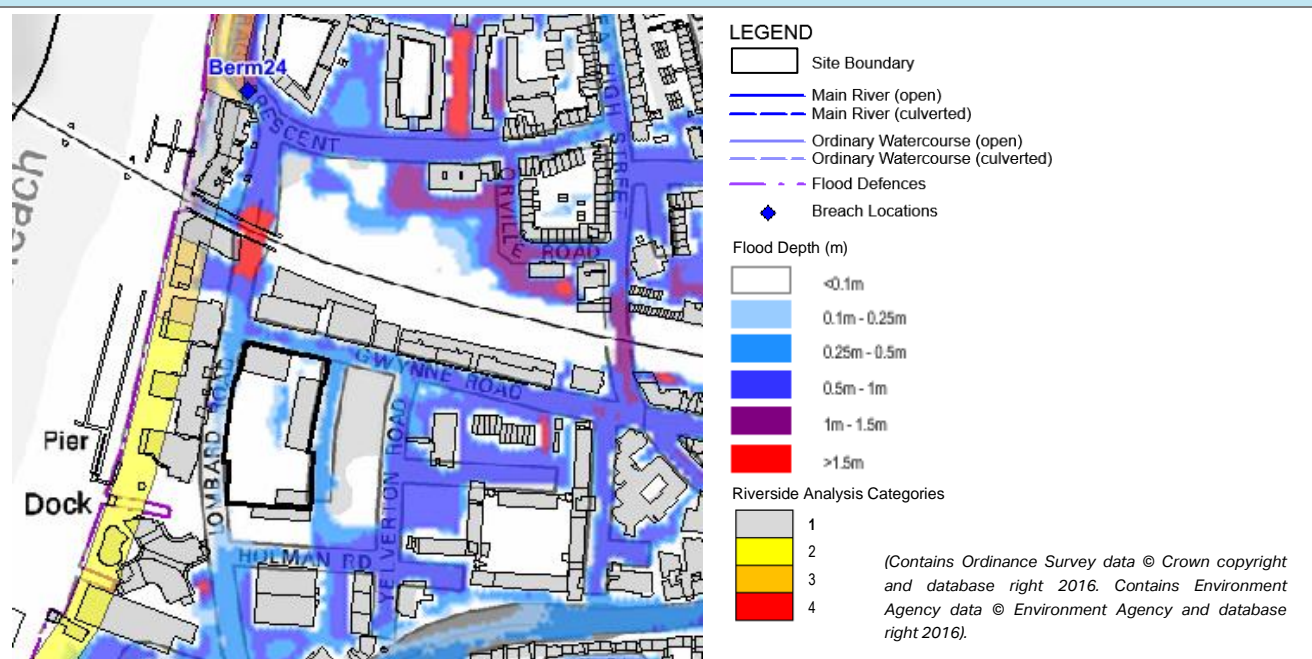 Berm24
RESCENT
HIGH STREET
ORVILLE ROAD
each
GWYNNE ROAD
LOMBARD ROAD
YELVERTON ROAD
Pier
Dock
HOLMAN RD
LEGEND
Site Boundary
Main River (open)
Main River (culverted)
Ordinary Watercourse (open)
Ordinary Watercourse (culverted)
Flood Defences
Breach Locations
Flood Depth (m)
<0.1m
0.1m - 0.25m
0.25m - 0.5m
0.5m - 1m
1m - 1.5m
>1.5m
Riverside Analysis Categories
1
2
3
4
(Contains Ordinance Survey data © Crown copyright
and database right 2016. Contains Environment
Agency data © Environment Agency and database
right 2016).